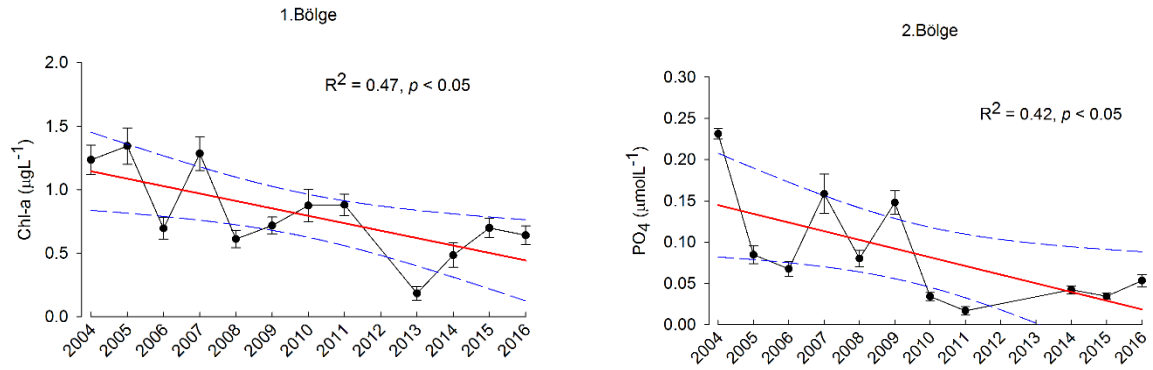 1.Bölge
Chl-a (µgL⁻¹)
2.0
1.5
1.0
0.5
0.0
R² = 0.47, p < 0.05
2004 2005 2006 2007 2008 2009 2010 2011 2012 2013 2014 2015 2016
2.Bölge
PO₄ (µmolL⁻¹)
0.30
0.25
0.20
0.15
0.10
0.05
0.00
R² = 0.42, p < 0.05
2004 2005 2006 2007 2008 2009 2010 2011 2012 2013 2014 2015 2016